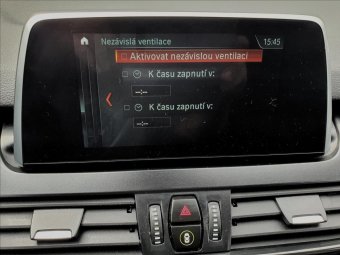 Nezávislá ventilace
15:45
Aktivovat nezávislou ventilaci
K času zapnutí v:
--:--
K času zapnutí v:
--:--